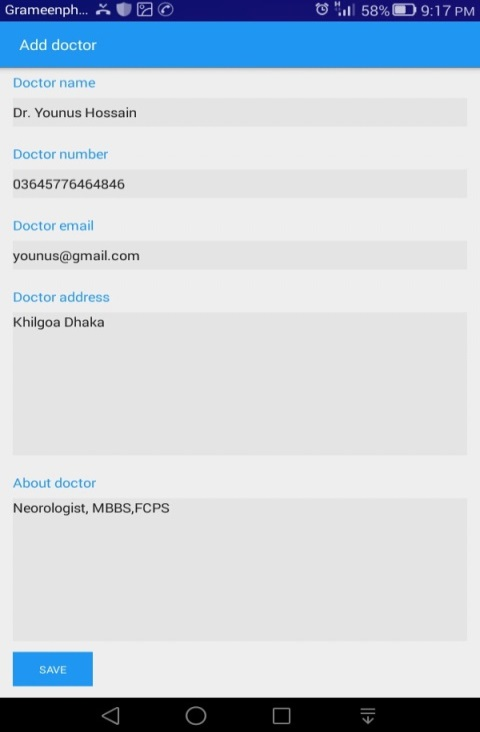 Grameenph... 58% 9:17 PM
Add doctor
Doctor name
Dr. Younus Hossain
Doctor number
03645776464846
Doctor email
younus@gmail.com
Doctor address
Khilgoa Dhaka
About doctor
Neorologist, MBBS,FCPS
SAVE